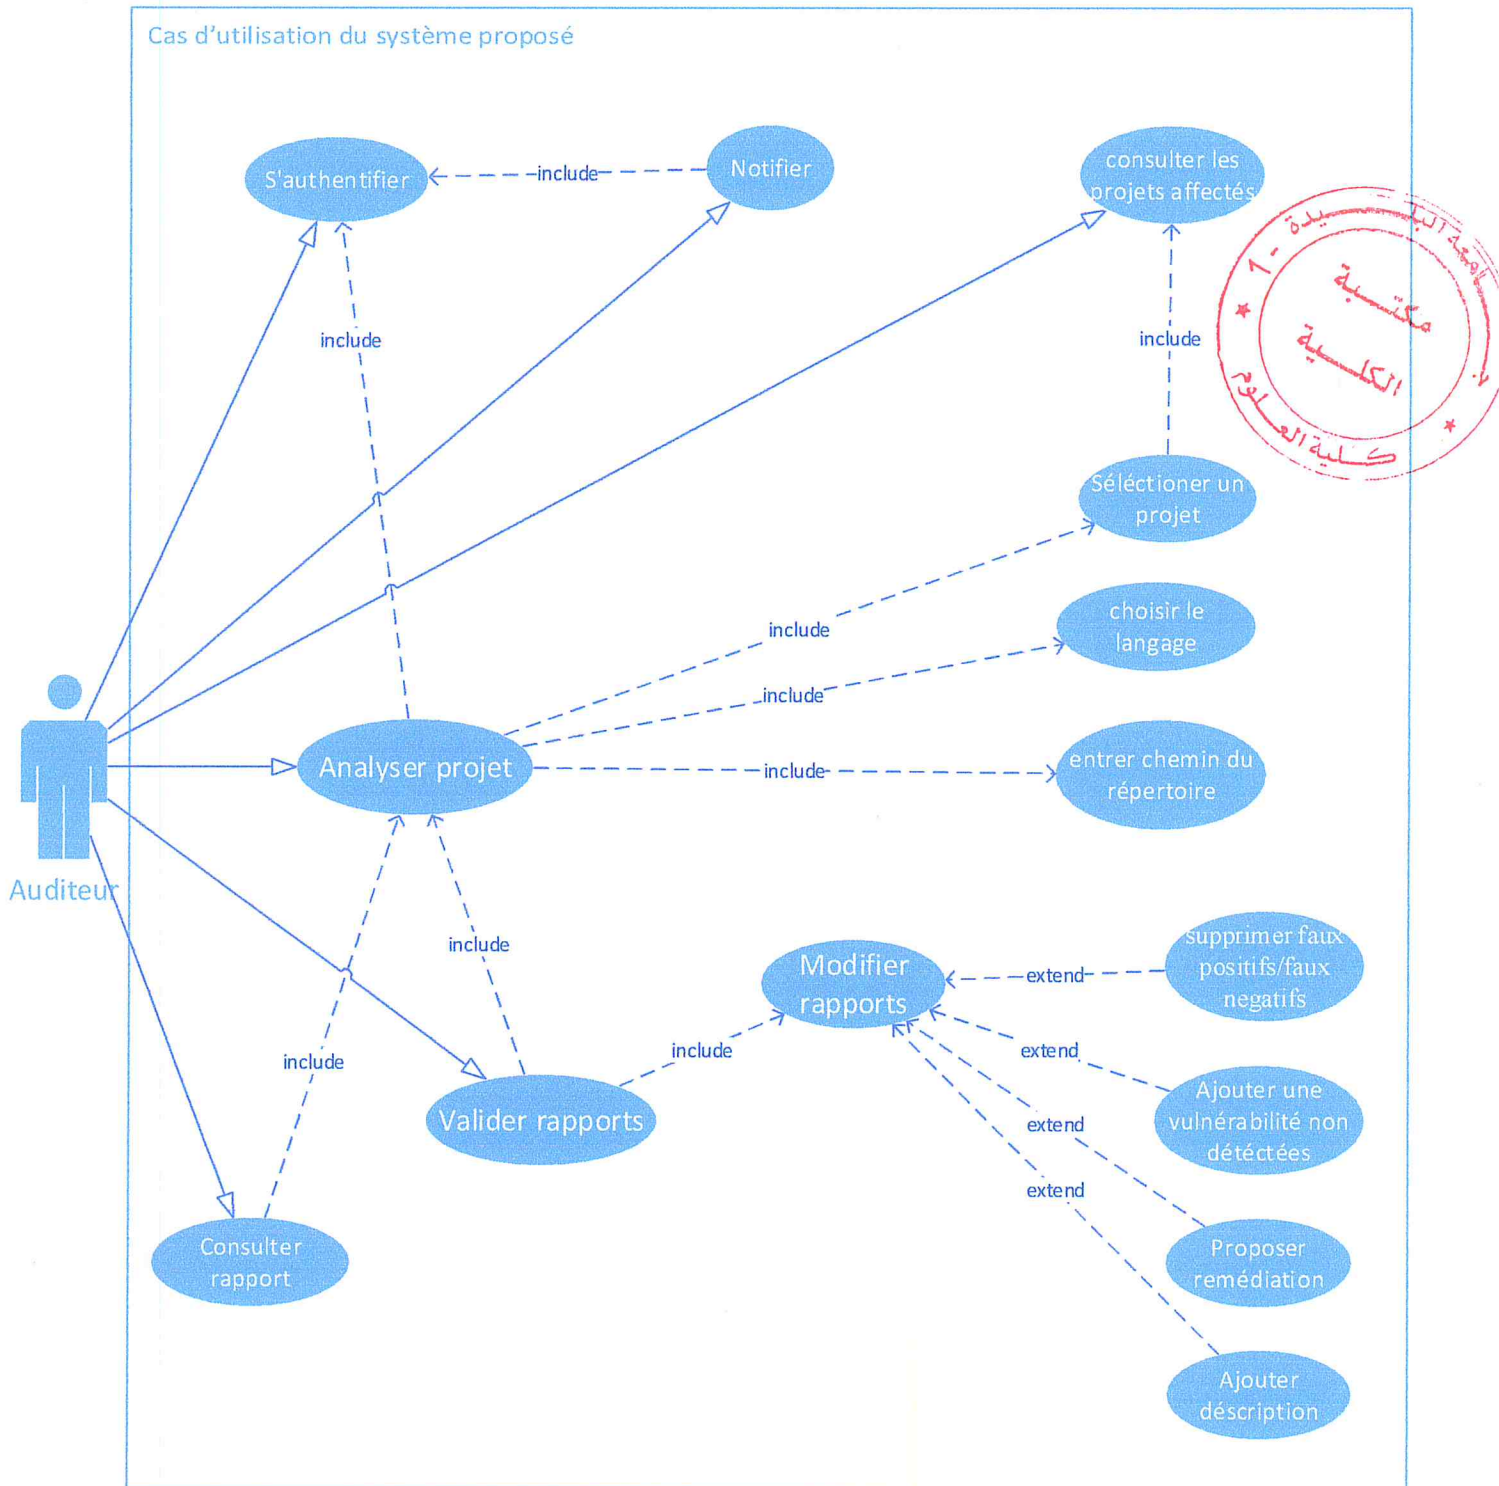 Cas d'utilisation du système proposé
S'authentifier
include
Notifier
consulter les
projets affectés
include
include
Séléctioner un
projet
include
choisir le
langage
include
Analyser projet
include
entrer chemin du
répertoire
Auditeur
include
include
include
Modifier
rapports
extend
supprimer faux
positifs/faux
negatifs
extend
Ajouter une
vulnérabilité non
détéctées
Valider rapports
extend
extend
Consulter
rapport
Proposer
remédiation
Ajouter
déscription
جامعة البليدة - 1
مكتبة
الكلية
كلية العلوم